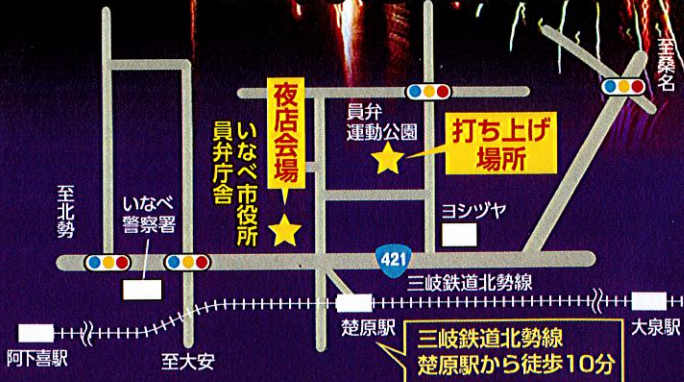 至桑名
夜店会場
いなべ市役所
員弁庁舎
員弁
運動公園
打ち上げ
場所
至北勢
いなべ
警察署
ヨシヅヤ
421
三岐鉄道北勢線
阿下喜駅
至大安
楚原駅
大泉駅
三岐鉄道北勢線
楚原駅から徒歩10分